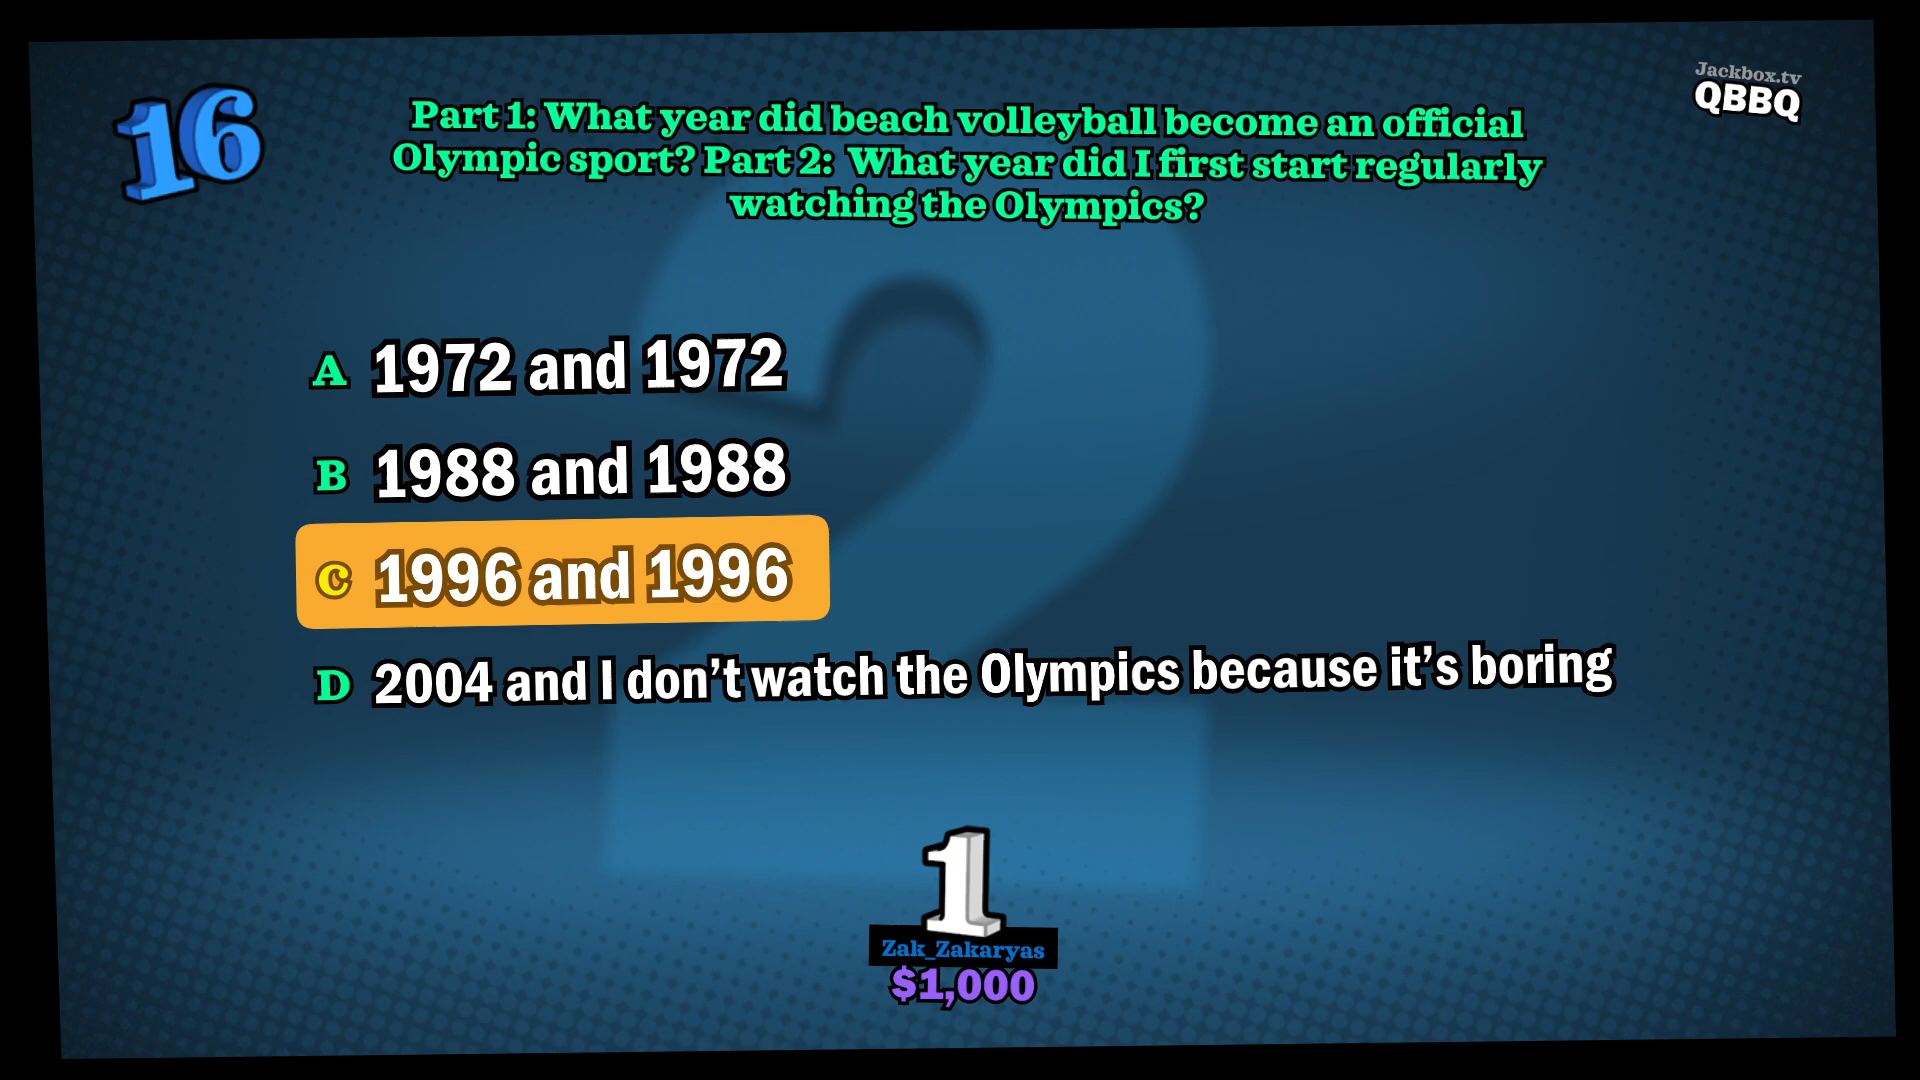 16
Part 1: What year did beach volleyball become an official
Olympic sport? Part 2: What year did I first start regularly
watching the Olympics?
Jackbox.tv
QBBQ
A 1972 and 1972
B 1988 and 1988
C 1996 and 1996
D 2004 and I don't watch the Olympics because it's boring
1
Zak_Zakaryas
$1,000